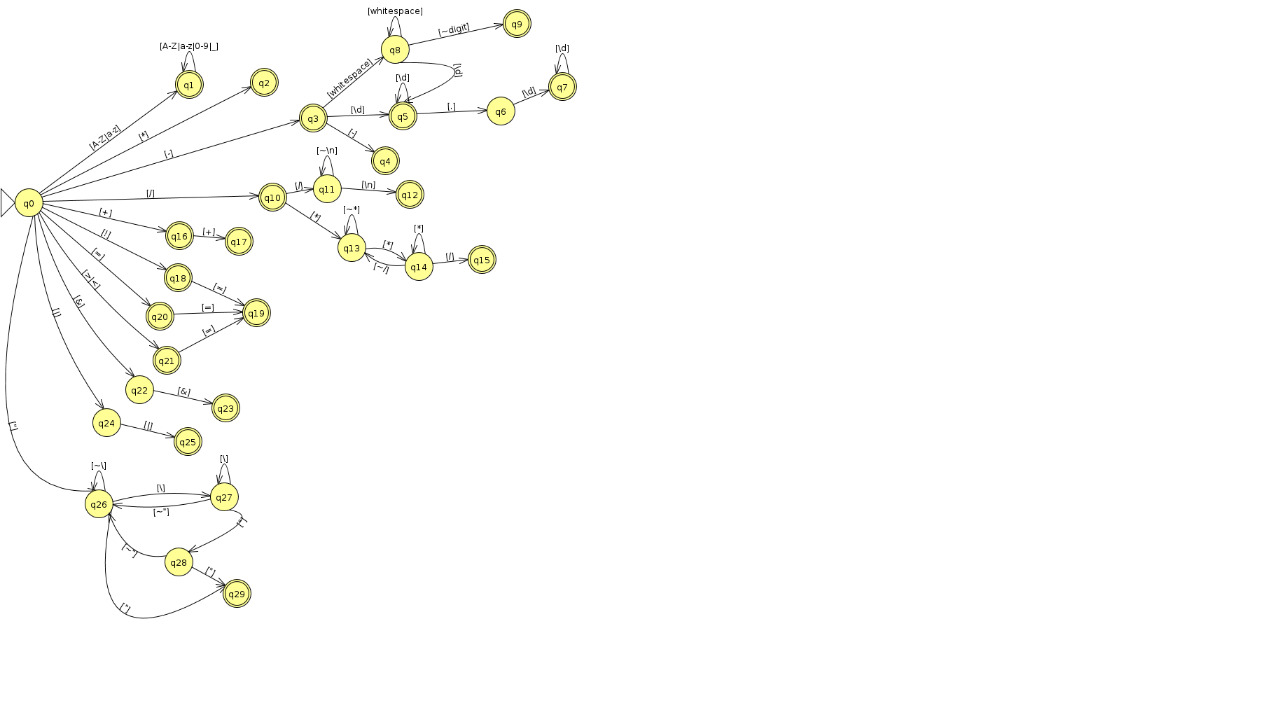 [whitespace]
q9
[~digit]
[A-Z|a-z|0-9|_]
q8
[\d]
[whitespace]
[\d]
[\d]
q1
q2
q7
[\d]
[\d]
[.]
q3
q5
q6
[A-Z|a-z]
[*]
[-]
[-]
[~\n]
q4
[/]
[/]
q11
[\n]
q12
q10
q0
[+]
[*]
[~*]
q16
[+]
q17
[!]
[*]
[*]
q13
[=]
[~/]
q14
[/]
q15
[>|<]
q18
[=]
[&]
[|]
q20
[=]
q19
[=]
q21
q22
[&]
q23
q24
[|]
q25
["]
[~\]
[\]
q26
[\]
q27
[~"]
["]
[~"]
q28
["]
q29
["]